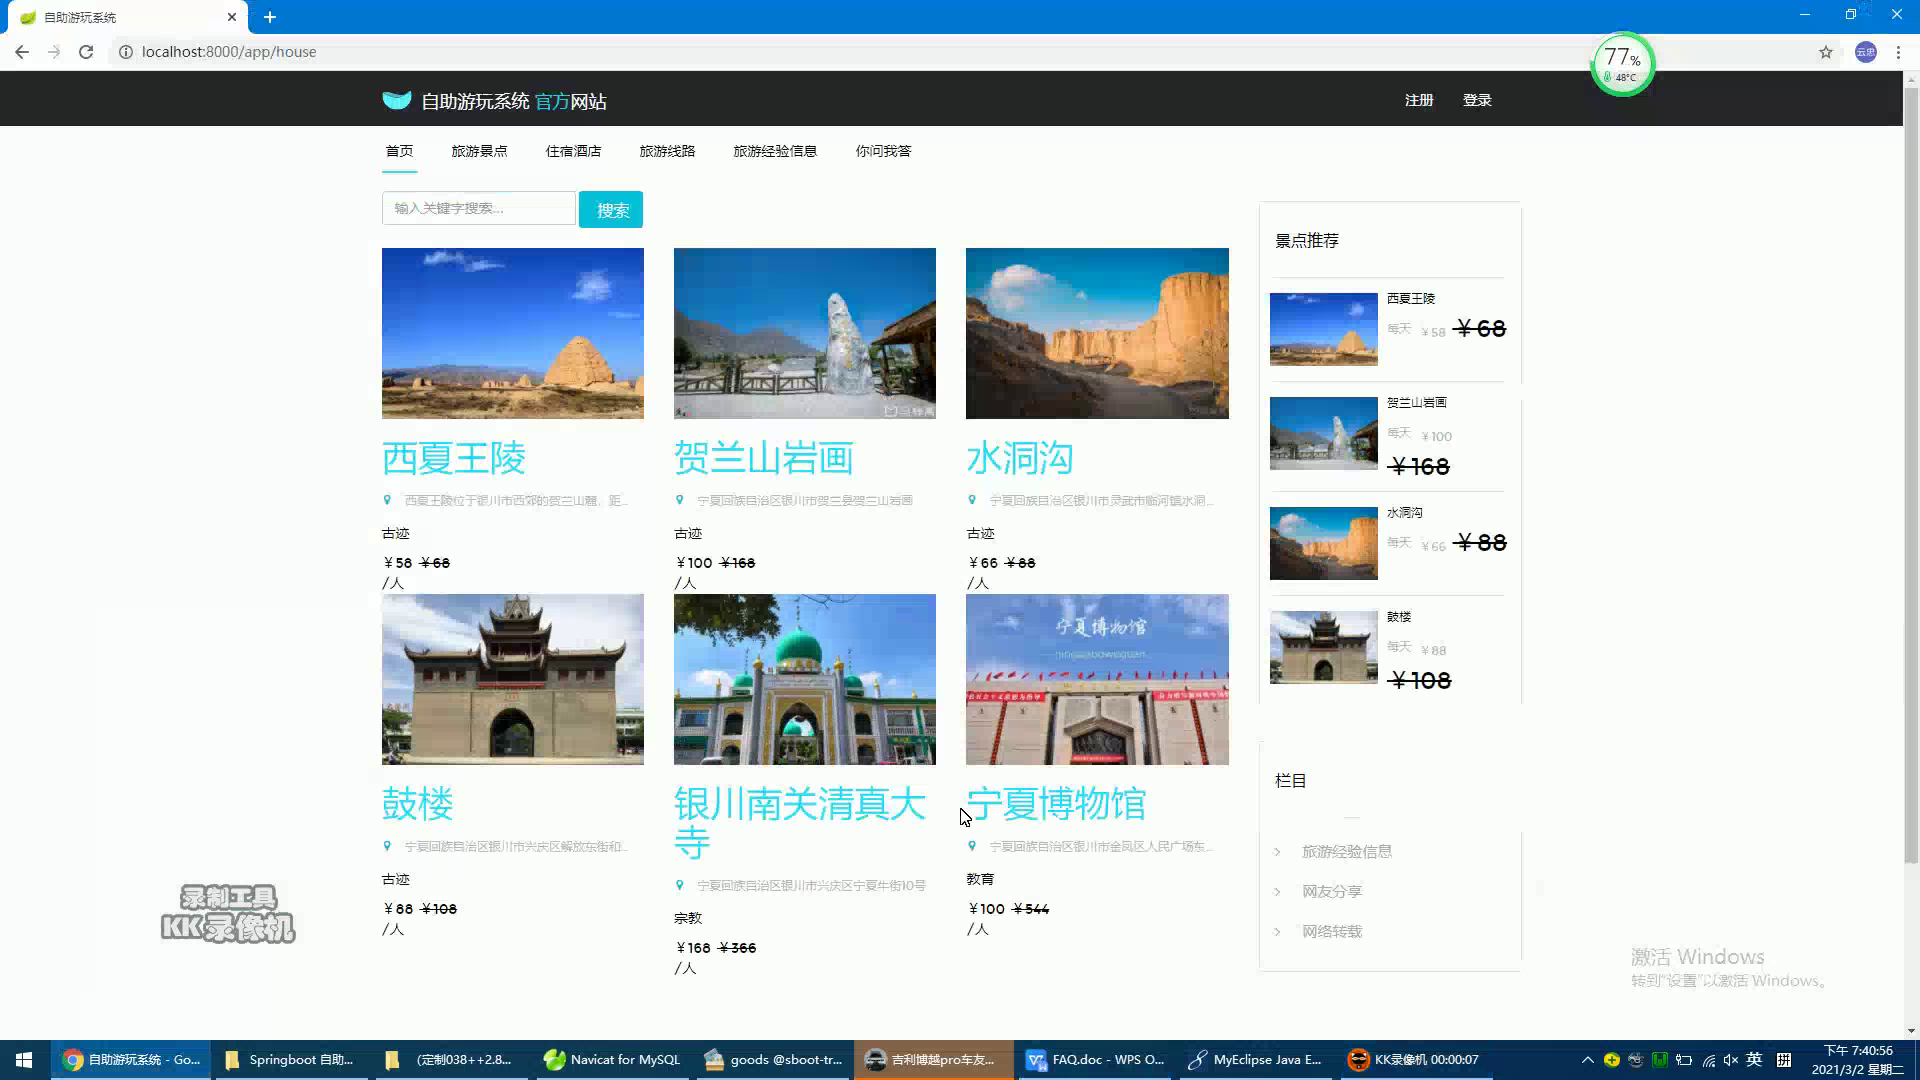 自助游玩系统
localhost:8000/app/house
77%
48°C
云忠
自助游玩系统 官方网站
注册 登录
首页 旅游景点 住宿酒店 旅游线路 旅游经验信息 你问我答
输入关键字搜索... 搜索
西夏王陵
西夏王陵位于银川市西郊的贺兰山麓，距...
古迹
￥58 ￥68
/人
贺兰山岩画
宁夏回族自治区银川市贺兰县贺兰山岩画
古迹
￥100 ￥168
/人
水洞沟
宁夏回族自治区银川市灵武市临河镇水洞...
古迹
￥66 ￥88
/人
宁夏博物馆
鼓楼
宁夏回族自治区银川市兴庆区解放东街和...
古迹
￥88 ￥108
/人
银川南关清真大
寺
宁夏回族自治区银川市兴庆区宁夏牛街10号
宗教
￥168 ￥366
/人
宁夏博物馆
宁夏回族自治区银川市金凤区人民广场东...
教育
￥100 ￥544
/人
景点推荐
西夏王陵
每天 ￥58 ￥68
贺兰山岩画
每天 ￥100
￥168
水洞沟
每天 ￥66 ￥88
鼓楼
每天 ￥88
￥108
栏目
旅游经验信息
网友分享
网络转载
录制工具
KK录像机
激活 Windows
转到“设置”以激活 Windows。
自助游玩系统 - Go...
Springboot 自助...
(定制038++2.8...
Navicat for MySQL
goods @sboot-tr...
吉利博越pro车友...
FAQ.doc - WPS O...
MyEclipse Java E...
KK录像机 00:00:07
英
拼
下午 7:40:56
2021/3/2 星期二